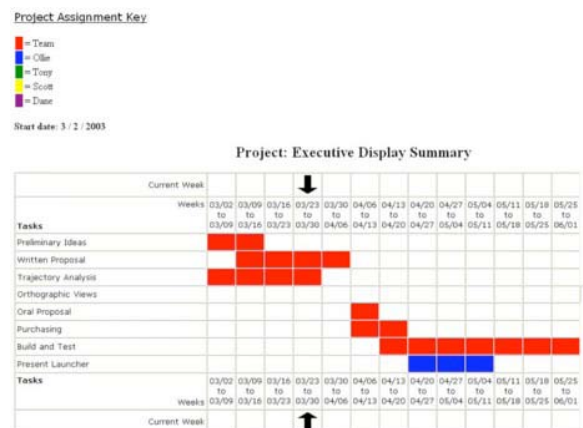 Project Assignment Key
= Team
= Ollie
= Tony
= Scott
= Dane
Start date: 3 / 2 / 2003
Project: Executive Display Summary
Current Week
Weeks 03/02 03/09 03/16 03/23 03/30 04/06 04/13 04/20 04/27 05/04 05/11 05/18 05/25
to to to to to to to to to to to to to
Tasks 03/09 03/16 03/23 03/30 04/06 04/13 04/20 04/27 05/04 05/11 05/18 05/25 06/01
Preliminary Ideas
Written Proposal
Trajectory Analysis
Orthographic Views
Oral Proposal
Purchasing
Build and Test
Present Launcher
Tasks 03/02 03/09 03/16 03/23 03/30 04/06 04/13 04/20 04/27 05/04 05/11 05/18 05/25
to to to to to to to to to to to to to
Weeks 03/09 03/16 03/23 03/30 04/06 04/13 04/20 04/27 05/04 05/11 05/18 05/25 06/01
Current Week